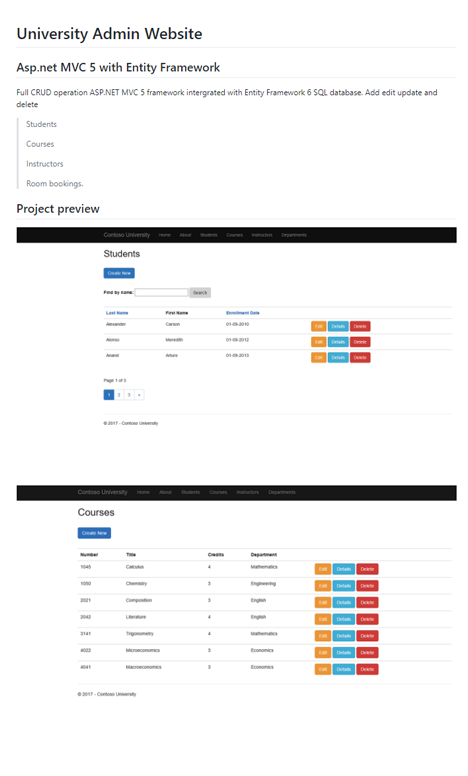 University Admin Website
Asp.net MVC 5 with Entity Framework
Full CRUD operation ASP.NET MVC 5 framework intergrated with Entity Framework 6 SQL database. Add edit update and
delete
Students
Courses
Instructors
Room bookings.
Project preview
Contoso University Home About Students Courses Instructors Departments
Students
Create New
Find by name: Search
Last Name First Name Enrollment Date
Alexander Carson 01-09-2010 Edit Details Delete
Alonso Meredith 01-09-2012 Edit Details Delete
Anand Arturo 01-09-2013 Edit Details Delete
Page 1 of 3
1 2 3 »
© 2017 - Contoso University
Contoso University Home About Students Courses Instructors Departments
Courses
Create New
Number Title Credits Department
1045 Calculus 4 Mathematics Edit Details Delete
1050 Chemistry 3 Engineering Edit Details Delete
2021 Composition 3 English Edit Details Delete
2042 Literature 4 English Edit Details Delete
3141 Trigonometry 4 Mathematics Edit Details Delete
4022 Microeconomics 3 Economics Edit Details Delete
4041 Macroeconomics 3 Economics Edit Details Delete
© 2017 - Contoso University